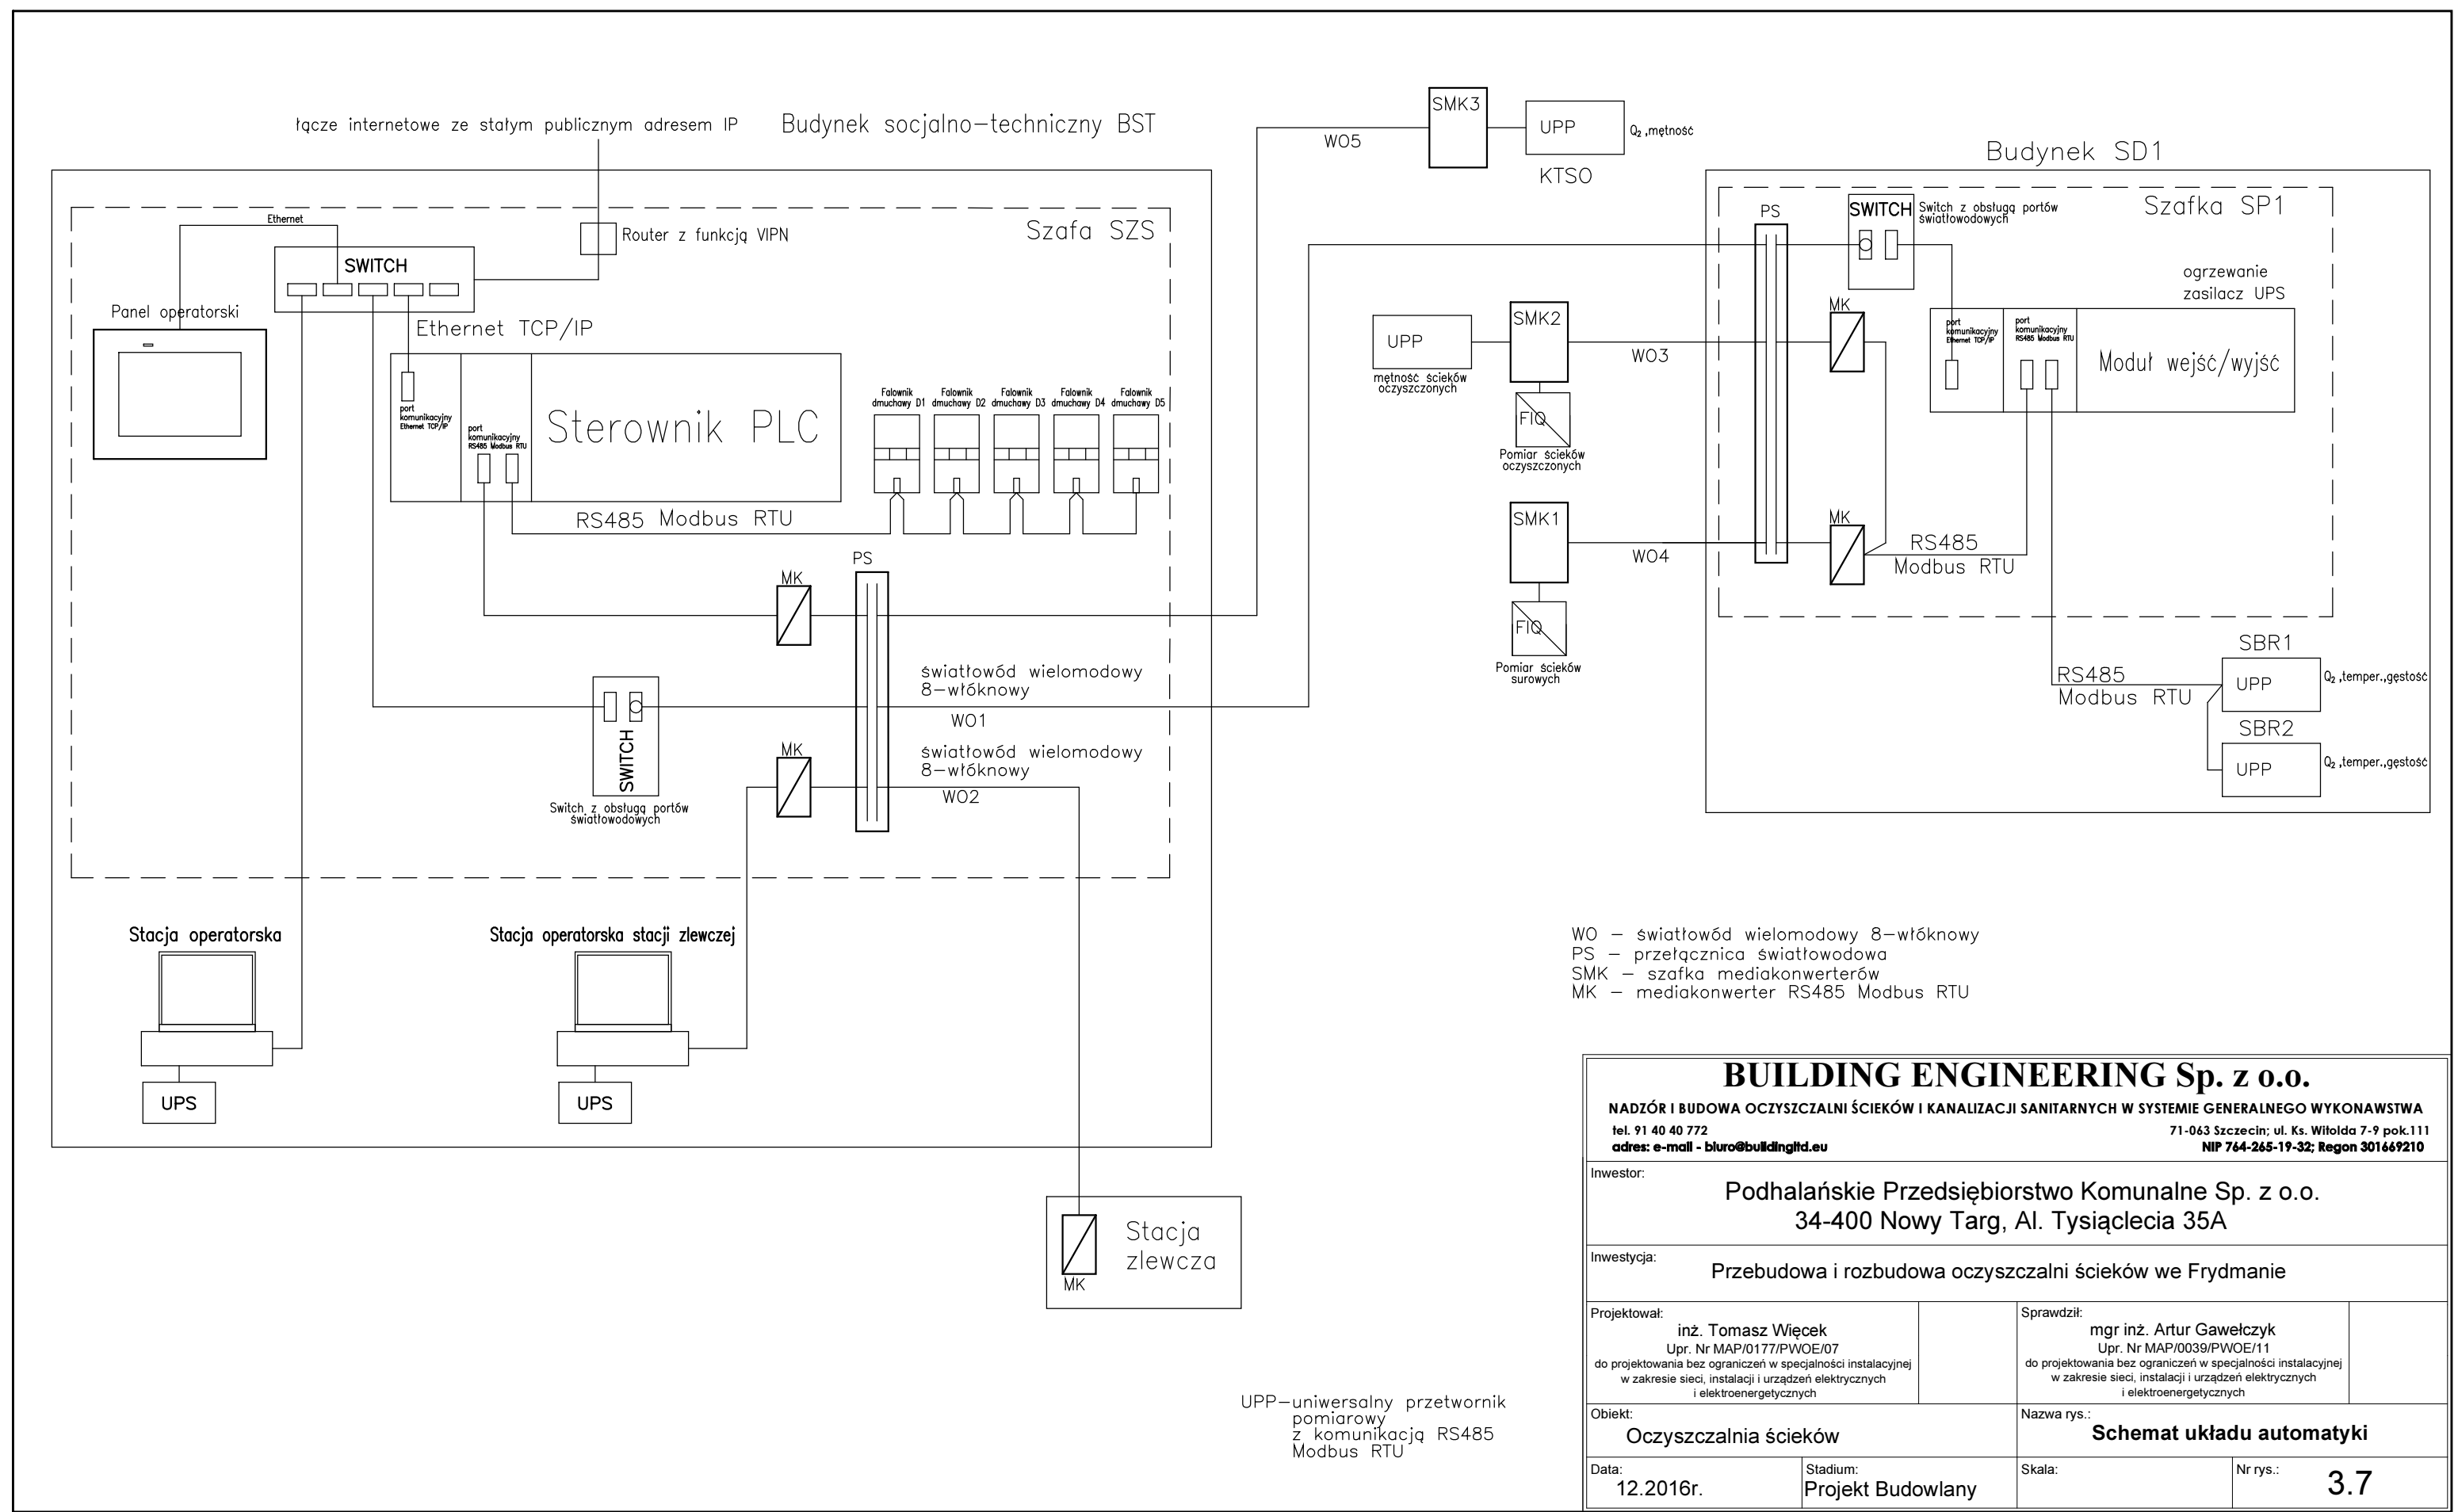 łącze internetowe ze stałym publicznym adresem IP
Budynek socjalno-techniczny BST
Ethernet
Router z funkcją VIPN
Szafa SZS
SWITCH
Panel operatorski
Ethernet TCP/IP
port
komunikacyjny
Ethernet TCP/IP
port
komunikacyjny
RS485 Modbus RTU
Sterownik PLC
Falownik
dmuchawy D1
Falownik
dmuchawy D2
Falownik
dmuchawy D3
Falownik
dmuchawy D4
Falownik
dmuchawy D5
RS485 Modbus RTU
PS
MK
światłowód wielomodowy
8-włóknowy
WO1
SWITCH
Switch z obsługą portów
światłowodowych
MK
światłowód wielomodowy
8-włóknowy
WO2
Stacja operatorska
UPS
Stacja operatorska stacji zlewczej
UPS
MK
Stacja
zlewcza
WO5
SMK3
UPP
Q₂ ,mętność
KTSO
UPP
mętność ścieków
oczyszczonych
SMK2
WO3
FIQ
Pomiar ścieków
oczyszczonych
SMK1
WO4
FIQ
Pomiar ścieków
surowych
Budynek SD1
PS
SWITCH
Switch z obsługą portów
światłowodowych
Szafka SP1
ogrzewanie
zasilacz UPS
MK
port
komunikacyjny
Ethernet TCP/IP
port
komunikacyjny
RS485 Modbus RTU
Moduł wejść/wyjść
MK
RS485
Modbus RTU
RS485
Modbus RTU
SBR1
UPP
Q₂ ,temper.,gęstość
SBR2
UPP
Q₂ ,temper.,gęstość
WO – światłowód wielomodowy 8-włóknowy
PS – przełącznica światłowodowa
SMK – szafka mediakonwerterów
MK – mediakonwerter RS485 Modbus RTU
UPP-uniwersalny przetwornik
pomiarowy
z komunikacją RS485
Modbus RTU
BUILDING ENGINEERING Sp. z o.o.
NADZÓR I BUDOWA OCZYSZCZALNI ŚCIEKÓW I KANALIZACJI SANITARNYCH W SYSTEMIE GENERALNEGO WYKONAWSTWA
tel. 91 40 40 772
71-063 Szczecin; ul. Ks. Witolda 7-9 pok.111
adres: e-mail - biuro@buildingltd.eu
NIP 764-265-19-32; Regon 301669210
Inwestor:
Podhalańskie Przedsiębiorstwo Komunalne Sp. z o.o.
34-400 Nowy Targ, Al. Tysiąclecia 35A
Inwestycja:
Przebudowa i rozbudowa oczyszczalni ścieków we Frydmanie
Projektował:
inż. Tomasz Więcek
Upr. Nr MAP/0177/PWOE/07
do projektowania bez ograniczeń w specjalności instalacyjnej
w zakresie sieci, instalacji i urządzeń elektrycznych
i elektroenergetycznych
Sprawdził:
mgr inż. Artur Gawełczyk
Upr. Nr MAP/0039/PWOE/11
do projektowania bez ograniczeń w specjalności instalacyjnej
w zakresie sieci, instalacji i urządzeń elektrycznych
i elektroenergetycznych
Obiekt:
Oczyszczalnia ścieków
Nazwa rys.:
Schemat układu automatyki
Data:
12.2016r.
Stadium:
Projekt Budowlany
Skala:
Nr rys.:
3.7